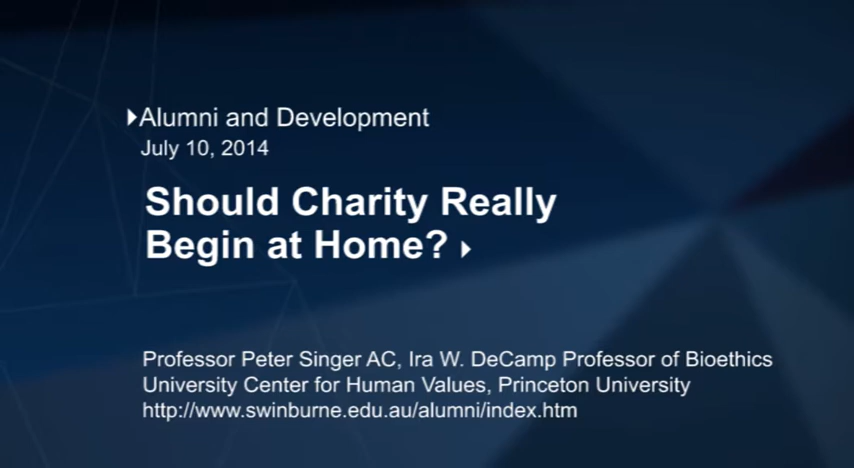 Alumni and Development
July 10, 2014
Should Charity Really
Begin at Home?
Professor Peter Singer AC, Ira W. DeCamp Professor of Bioethics
University Center for Human Values, Princeton University
http://www.swinburne.edu.au/alumni/index.htm